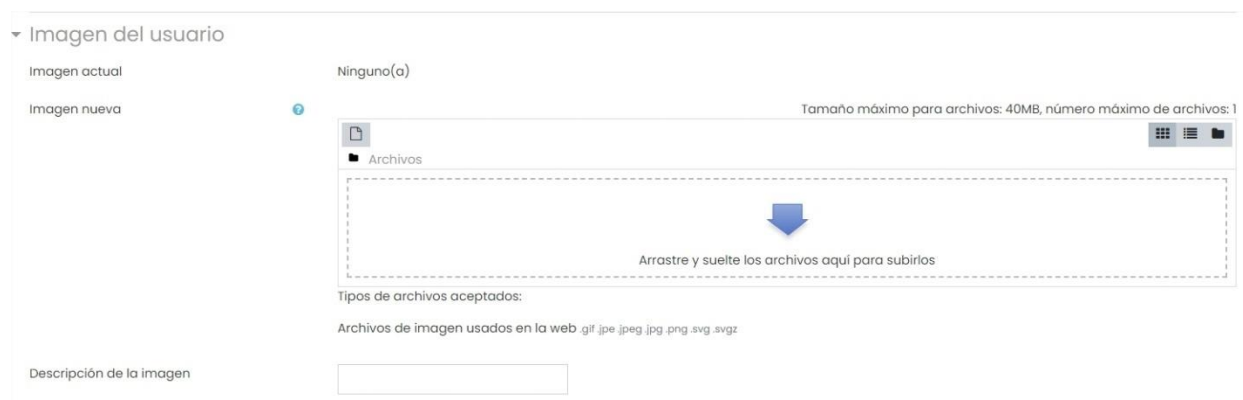 Imagen del usuario
Imagen actual Ninguno(a)
Imagen nueva ? Tamaño máximo para archivos: 40MB, número máximo de archivos: 1
Archivos
Arrastre y suelte los archivos aquí para subirlos
Tipos de archivos aceptados:
Archivos de imagen usados en la web .gif .jpe .jpeg .jpg .png .svg .svgz
Descripción de la imagen